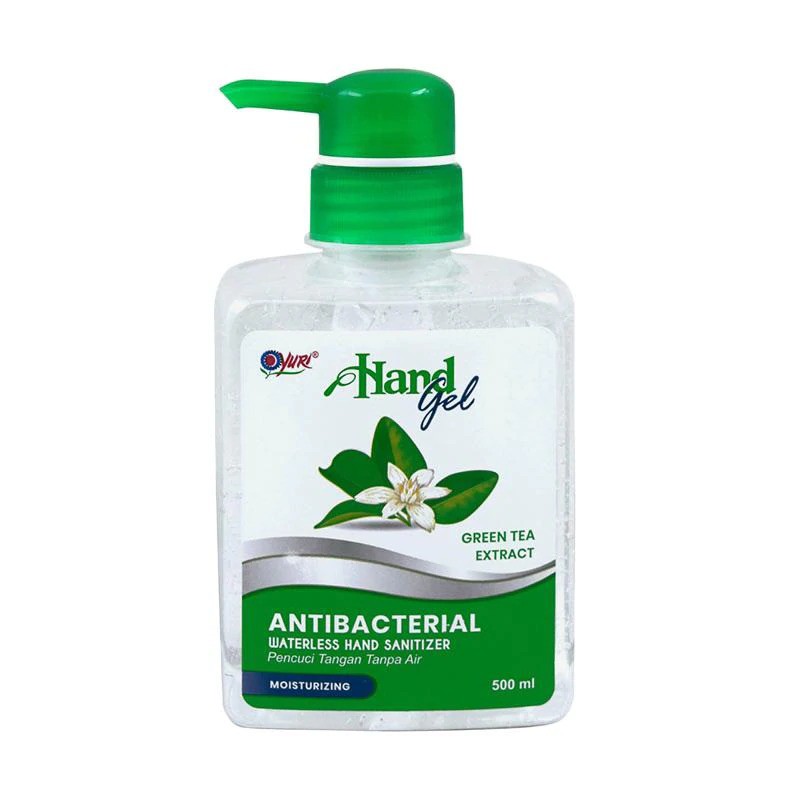 YURI®
Hand
Gel
GREEN TEA
EXTRACT
ANTIBACTERIAL
WATERLESS HAND SANITIZER
Pencuci Tangan Tanpa Air
MOISTURIZING
500 ml